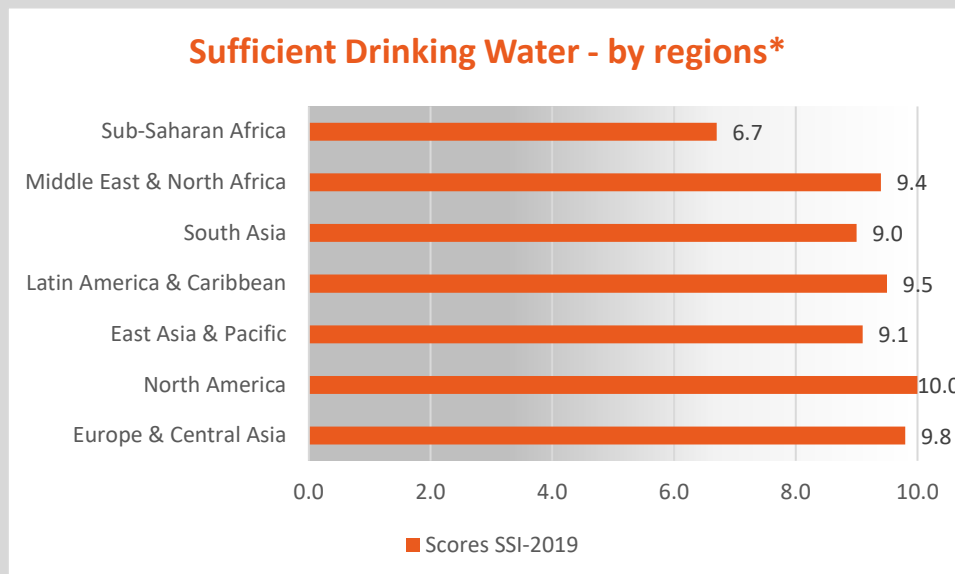 Sufficient Drinking Water - by regions*
Sub-Saharan Africa 6.7
Middle East & North Africa 9.4
South Asia 9.0
Latin America & Caribbean 9.5
East Asia & Pacific 9.1
North America 10.0
Europe & Central Asia 9.8
0.0 2.0 4.0 6.0 8.0 10.0
Scores SSI-2019